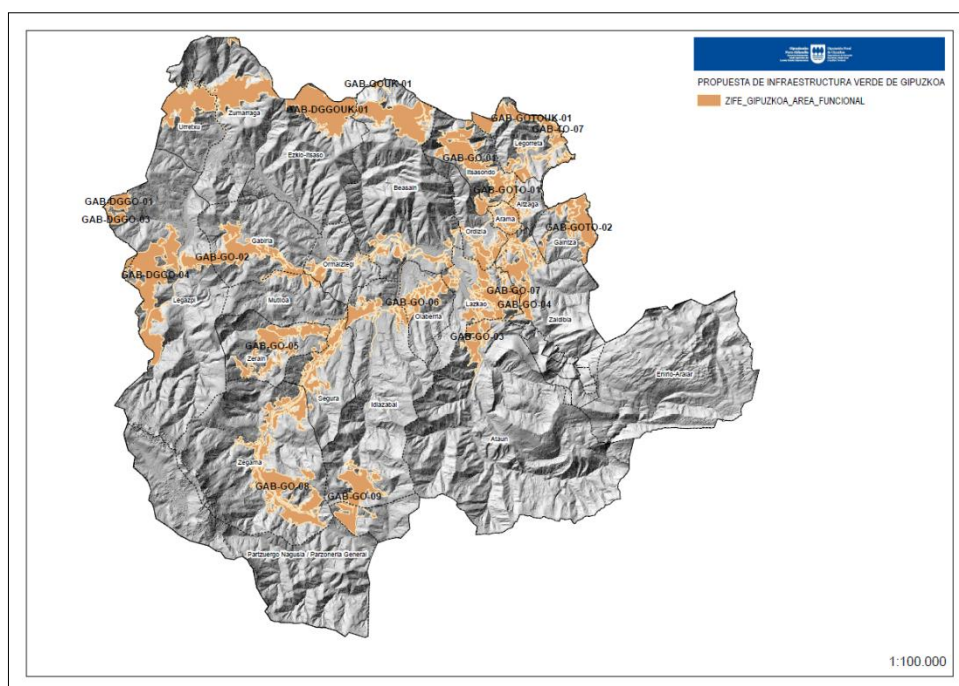 PROPUESTA DE INFRAESTRUCTURA VERDE DE GIPUZKOA
ZIFE_GIPUZKOA_AREA_FUNCIONAL
GAB-GOUK-01
GAB-DGGOUK-01
Zumarraga
Urretxu
GAB-GOTOUK-01
GAB-TO-07
Legorreta
Ezkio-Itsaso
GAB-GO-01
Itsasondo
Beasain
GAB-GOTO-01
Altzaga
GAB-DGGO-01
GAB-DGGO-03
Arama
GAB-GOTO-02
Ordizia
Gabiria
Gaintza
GAB-GO-02
Ormaiztegi
GAB-DGGO-04
Legazpi
Mutiloa
GAB-GO-07
GAB-GO-06
Olaberria
Lazkao
GAB-GO-04
Zaldibia
GAB-GO-03
GAB-GO-05
Zerain
Enirio-Aralar
Segura
Idiazabal
Ataun
Zegama
GAB-GO-08
GAB-GO-09
Partzuergo Nagusia / Parzonería General
1:100.000